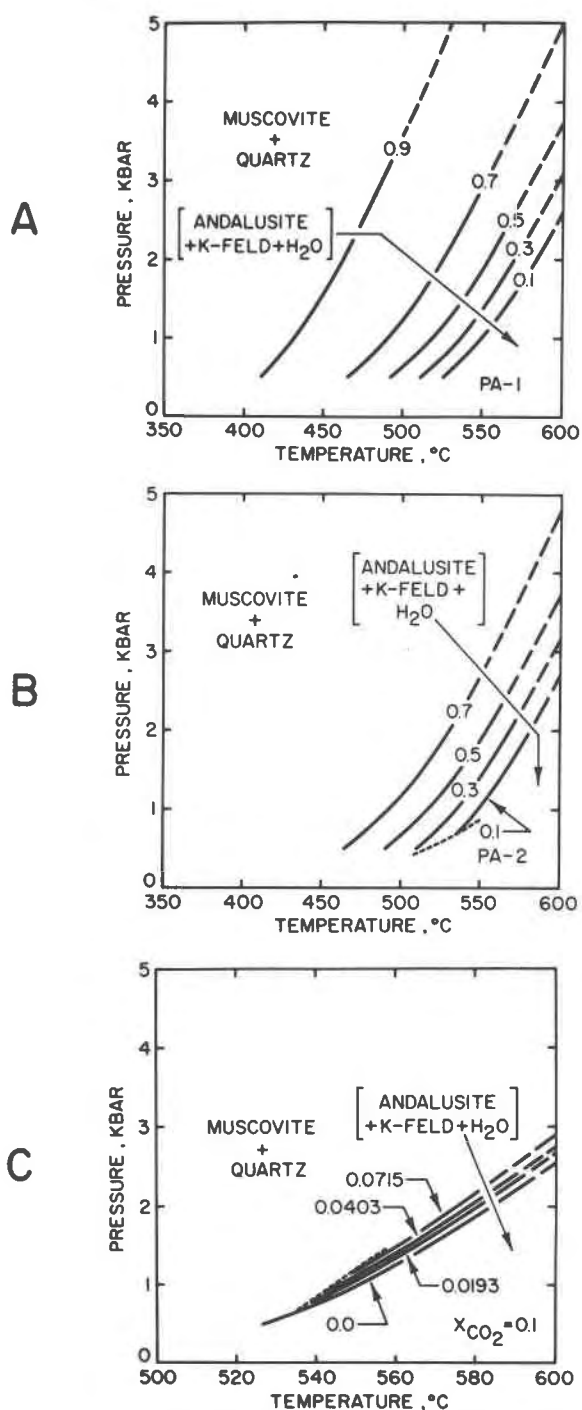 A
PRESSURE, KBAR
5
4
3
2
1
0
MUSCOVITE
+
QUARTZ
0.9
0.7
0.5
0.3
0.1
[ANDALUSITE
+K-FELD+H₂O]
PA-1
350
400
450
500
550
600
TEMPERATURE, °C
B
PRESSURE, KBAR
5
4
3
2
1
0
MUSCOVITE
+
QUARTZ
[ANDALUSITE
+K-FELD+
H₂O]
0.7
0.5
0.3
0.1
PA-2
350
400
450
500
550
600
TEMPERATURE, °C
C
PRESSURE, KBAR
5
4
3
2
1
0
MUSCOVITE
+
QUARTZ
[ANDALUSITE
+K-FELD+H₂O]
0.0715
0.0403
0.0193
0.0
XCO₂=0.1
500
520
540
560
580
600
TEMPERATURE, °C